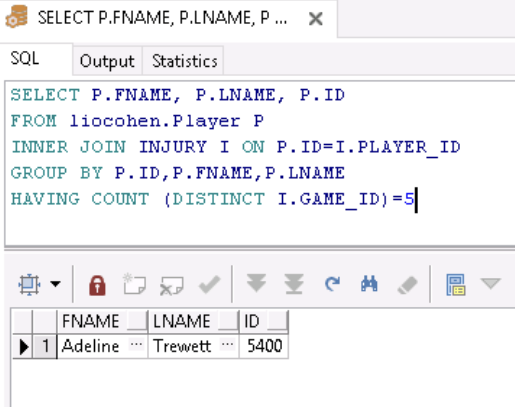 SELECT P.FNAME, P.LNAME, P ...
SQL Output Statistics
SELECT P.FNAME, P.LNAME, P.ID
FROM liocohen.Player P
INNER JOIN INJURY I ON P.ID=I.PLAYER_ID
GROUP BY P.ID,P.FNAME,P.LNAME
HAVING COUNT (DISTINCT I.GAME_ID)=5
FNAME LNAME ID
1 Adeline ... Trewett ... 5400